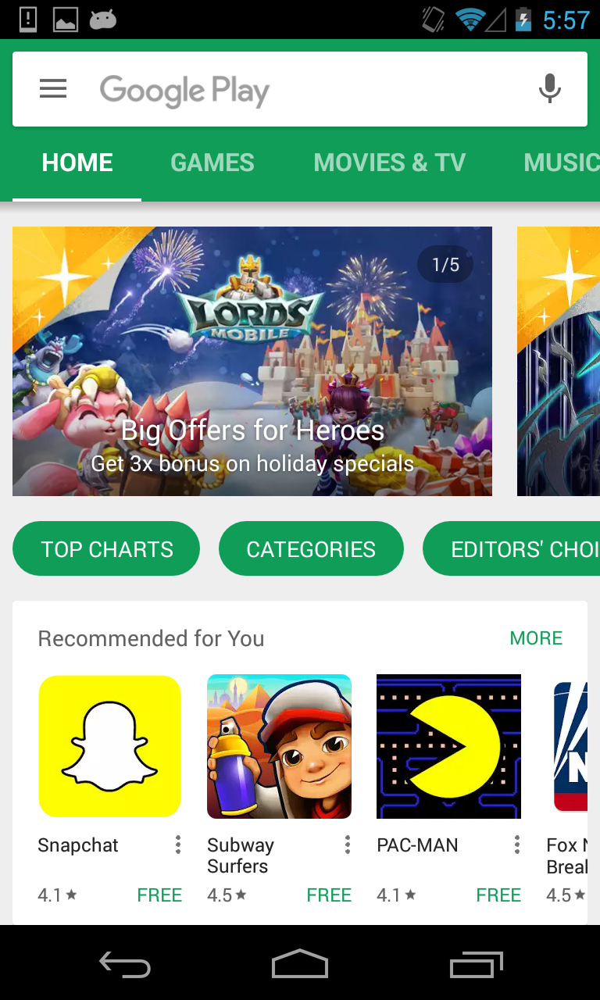 5:57
Google Play
HOME
GAMES
MOVIES & TV
MUSIC
1/5
LORDS
MOBILE
Big Offers for Heroes
Get 3x bonus on holiday specials
TOP CHARTS
CATEGORIES
EDITORS' CHOI
Recommended for You
MORE
Snapchat
Subway
Surfers
PAC-MAN
Fox
4.1
FREE
4.5
FREE
4.1
FREE
4.5